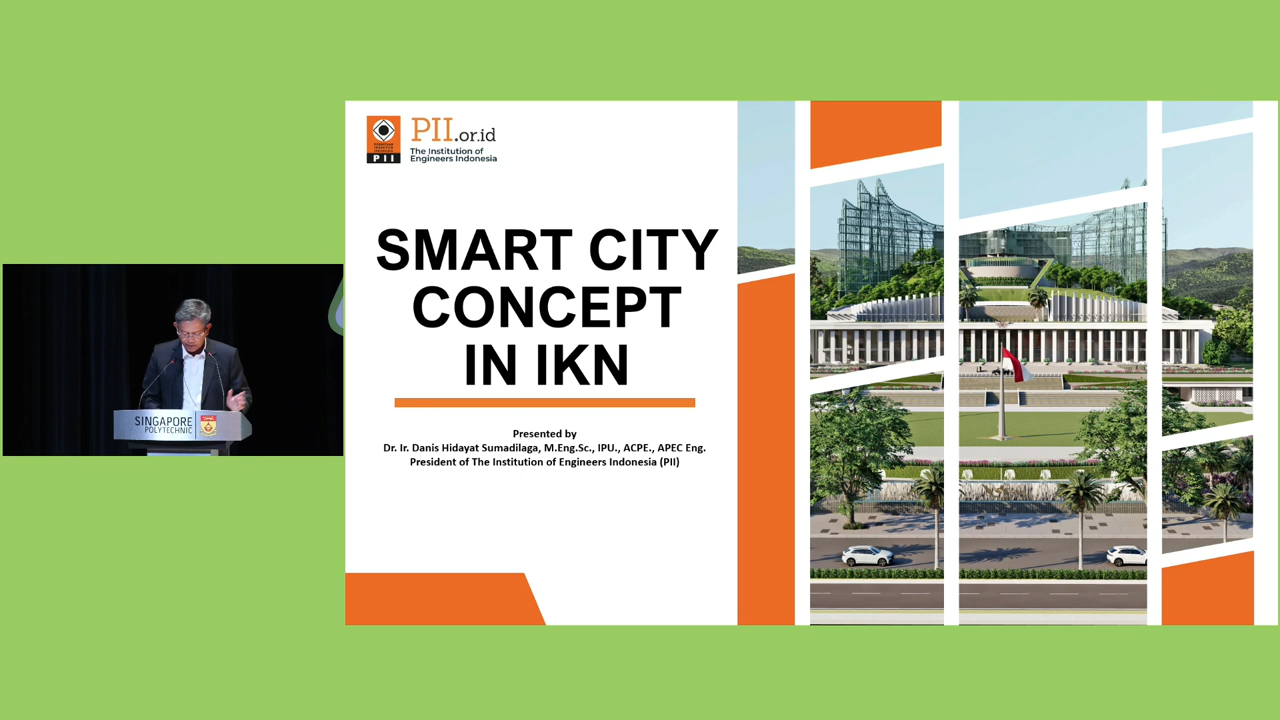 PII.or.id
The Institution of
Engineers Indonesia
PII
SMART CITY
CONCEPT
IN IKN
Presented by
Dr. Ir. Danis Hidayat Sumadilaga, M.Eng.Sc., IPU., ACPE., APEC Eng.
President of The Institution of Engineers Indonesia (PII)
SINGAPORE
POLYTECHNIC